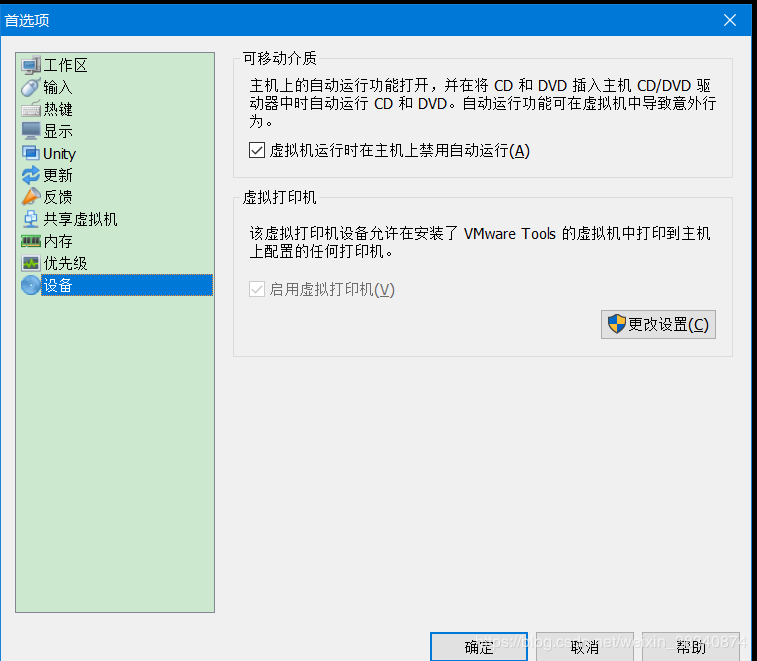 首选项
工作区
输入
热键
显示
Unity
更新
反馈
共享虚拟机
内存
优先级
设备
可移动介质
主机上的自动运行功能打开，并在将 CD 和 DVD 插入主机 CD/DVD 驱
动器中时自动运行 CD 和 DVD。自动运行功能可在虚拟机中导致意外行
为。
虚拟机运行时在主机上禁用自动运行(A)
虚拟打印机
该虚拟打印机设备允许在安装了 VMware Tools 的虚拟机中打印到主机
上配置的任何打印机。
启用虚拟打印机(V)
更改设置(C)
确定
取消
帮助